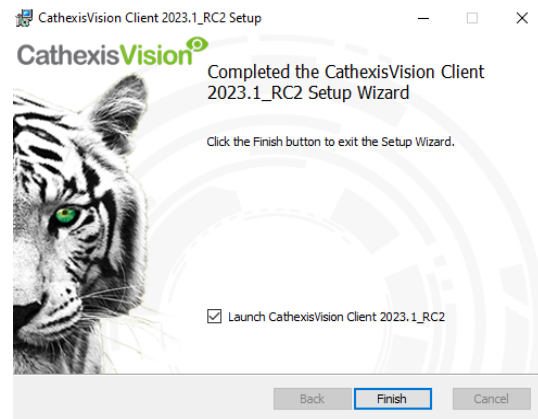 CathexisVision Client 2023.1_RC2 Setup
CathexisVision
Completed the CathexisVision Client
2023.1_RC2 Setup Wizard
Click the Finish button to exit the Setup Wizard.
Launch CathexisVision Client 2023.1_RC2
Back Finish Cancel